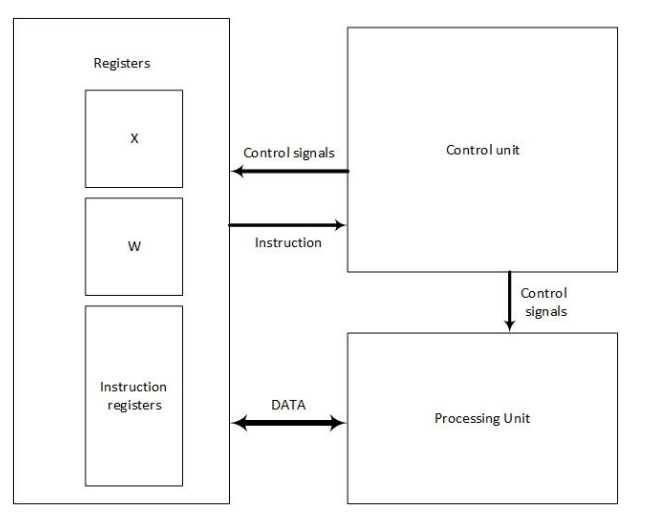 Registers
X
W
Instruction
registers
Control signals
Instruction
DATA
Control unit
Control
signals
Processing Unit